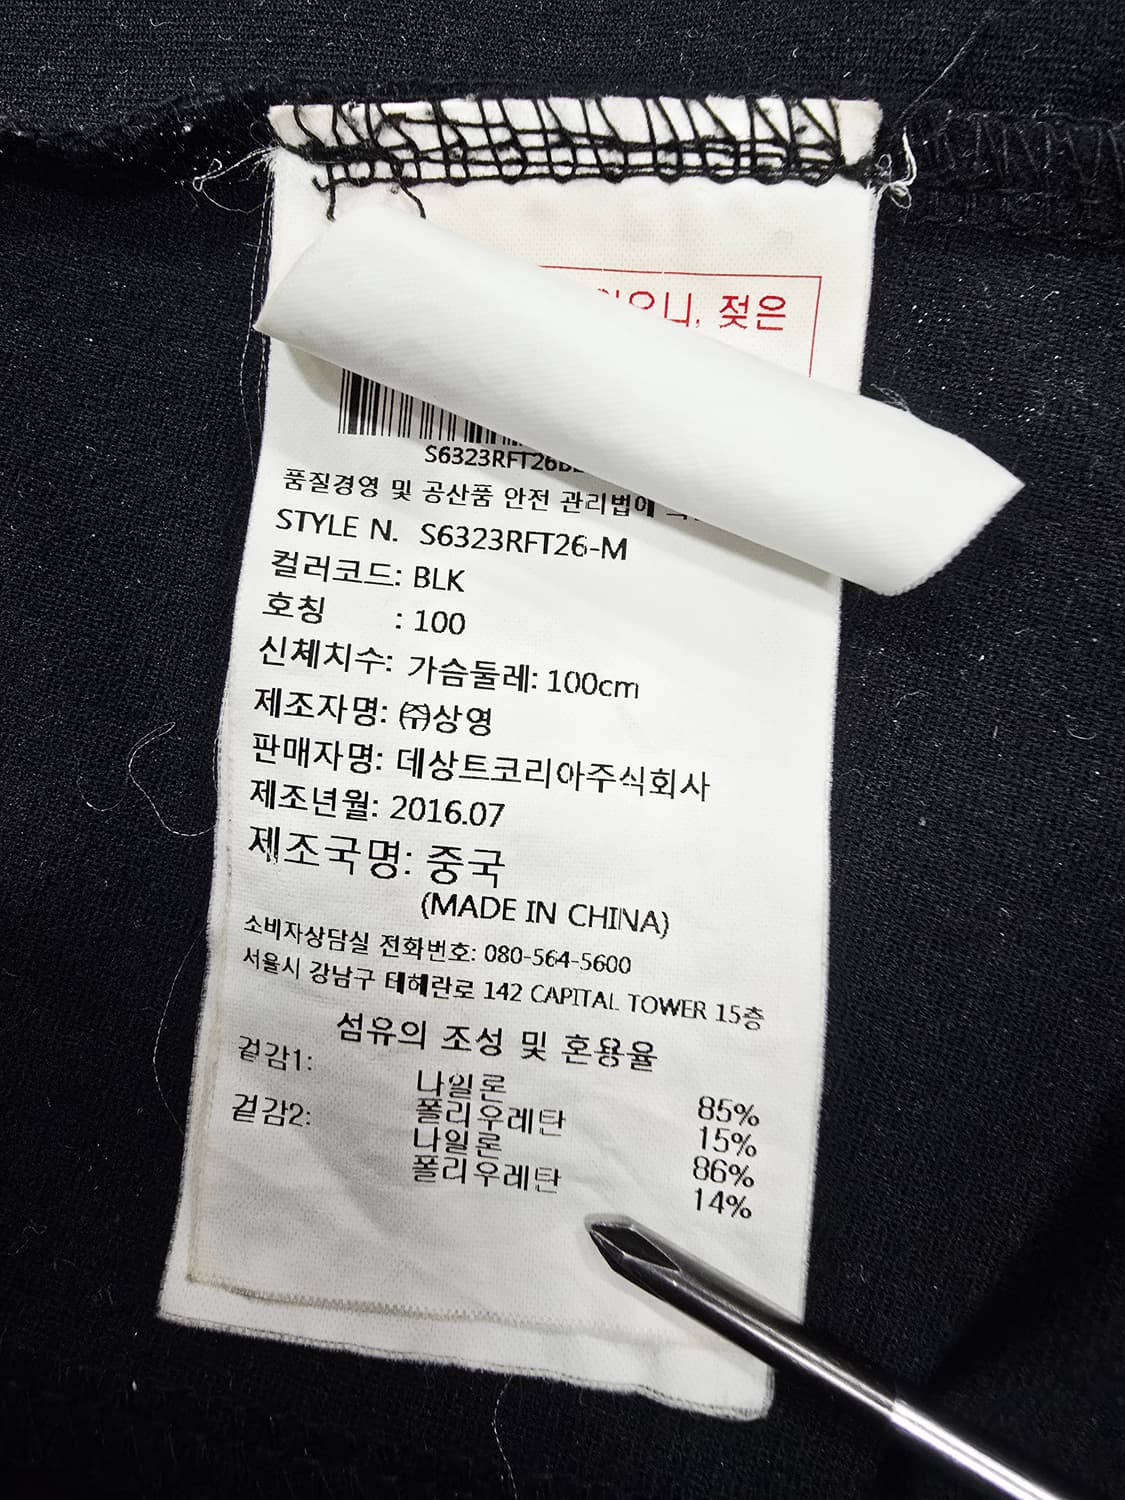 젖은
S6323RFT26
품질경영 및 공산품 안전 관리법에
STYLE N. S6323RFT26-M
컬러코드: BLK
호칭 : 100
신체치수: 가슴둘레: 100cm
제조자명: ㈜상영
판매자명: 데상트코리아주식회사
제조년월: 2016.07
제조국명: 중국
(MADE IN CHINA)
소비자상담실 전화번호: 080-564-5600
서울시 강남구 테헤란로 142 CAPITAL TOWER 15층
섬유의 조성 및 혼용율
겉감1:
나일론 85%
폴리우레탄 15%
겉감2:
나일론 86%
폴리우레탄 14%